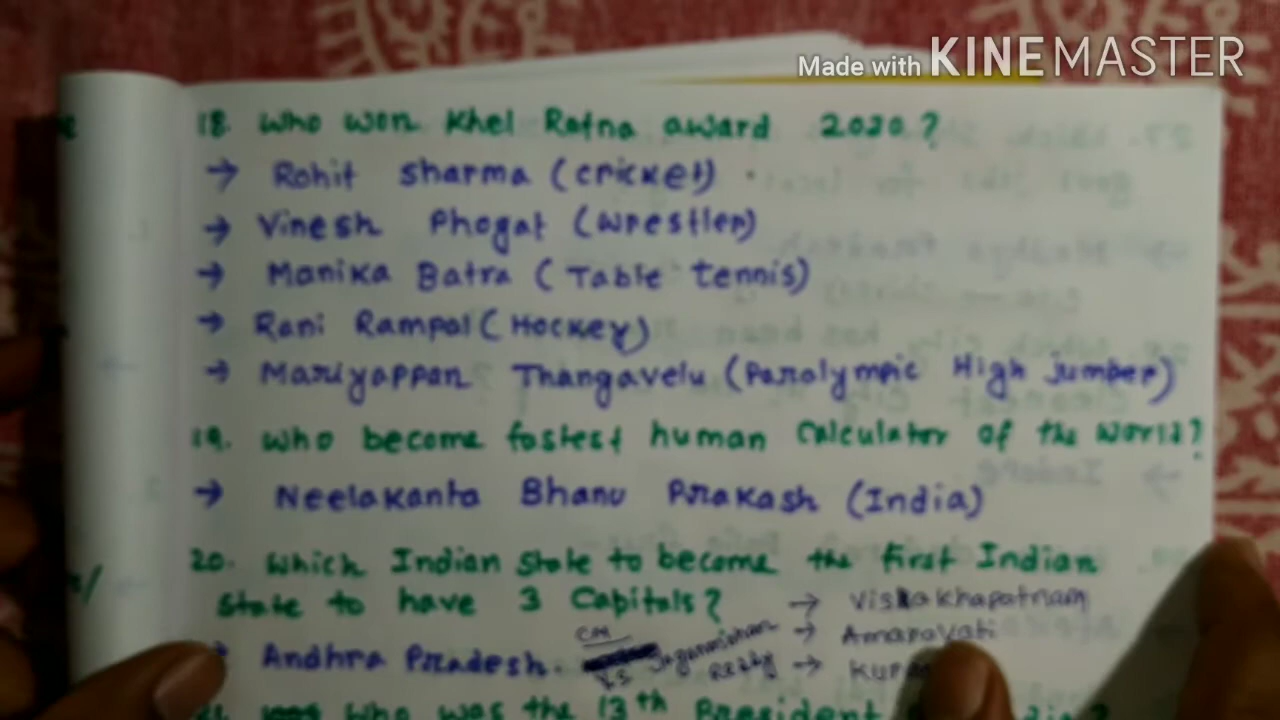 Made with KINEMASTER
18. Who won Khel Ratna award 2020?
→ Rohit Sharma (cricket)
→ Vinesh Phogat (Wrestler)
→ Manika Batra (Table tennis)
→ Rani Rampal (Hockey)
→ Mariyappan Thangavelu (Paralympic High jumper)
19. Who become fastest human Calculator of the World?
→ Neelakanta Bhanu Prakash (India)
20. Which Indian State to become the first Indian
State to have 3 Capitals? → Visakhapatnam
→ Amaravati
Andhra Pradesh. CM YS Jaganmohan Reddy →
Who was the 13th President